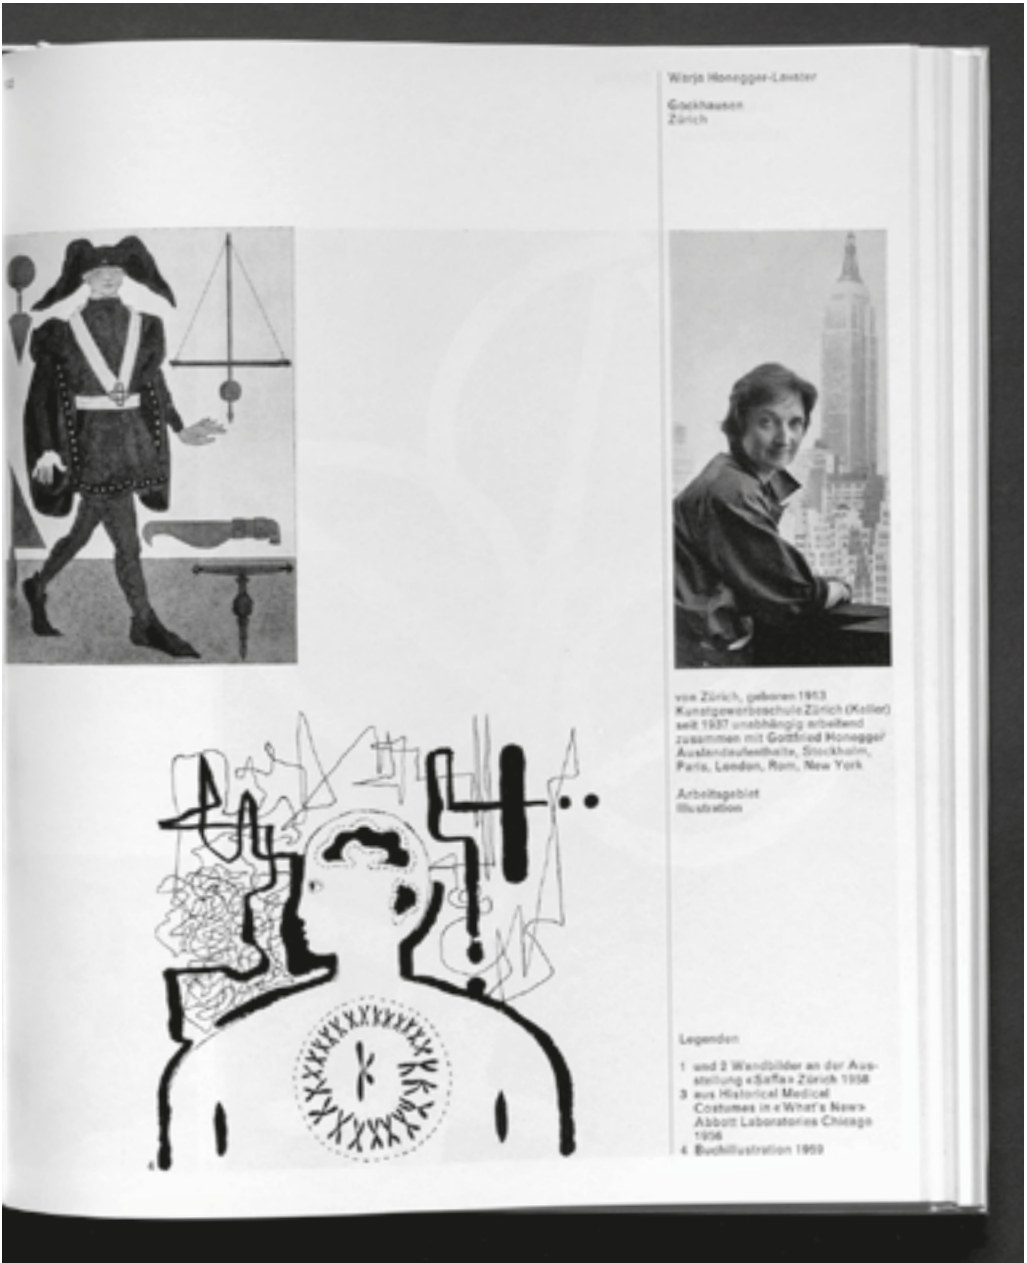 Warja Honegger-Lavater
Gockhausen
Zürich
von Zürich, geboren 1913
Kunstgewerbeschule Zürich (Keller)
seit 1937 unabhängig arbeitend
zusammen mit Gottfried Honegger
Auslandaufenthalte, Stockholm,
Paris, London, Rom, New York
Arbeitsgebiet
Illustration
Legenden
1 und 2 Wandbilder an der Aus-
stellung «Saffa» Zürich 1958
3 aus Historical Medical
Costumes in «What's New»
Abbott Laboratories Chicago
1958
4 Buchillustration 1959
4